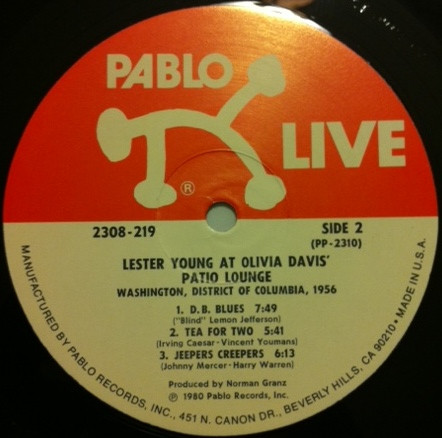 PABLO
LIVE
®
2308-219
SIDE 2
(PP-2310)
LESTER YOUNG AT OLIVIA DAVIS'
PATIO LOUNGE
WASHINGTON, DISTRICT OF COLUMBIA, 1956
1. D.B. BLUES 7:49
("Blind" Lemon Jefferson)
2. TEA FOR TWO 5:41
(Irving Caesar - Vincent Youmans)
3. JEEPERS CREEPERS 6:13
(Johnny Mercer - Harry Warren)
Produced by Norman Granz
℗ 1980 Pablo Records, Inc.
MANUFACTURED BY PABLO RECORDS, INC., 451 N. CANON DR., BEVERLY HILLS, CA 90210 • MADE IN U.S.A.